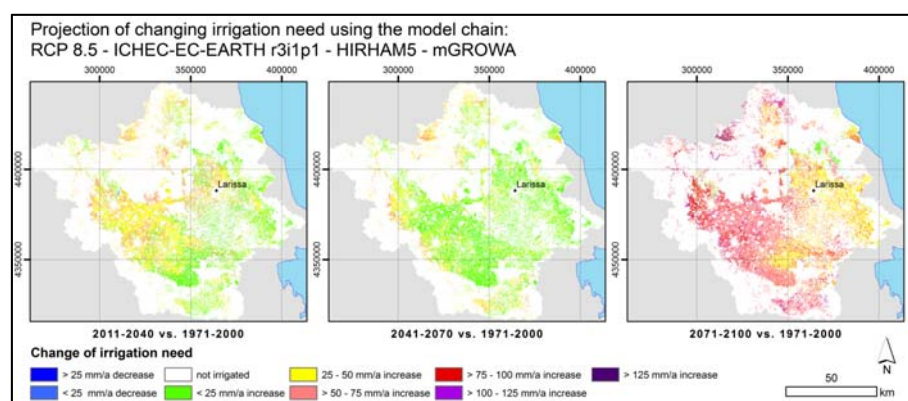 Projection of changing irrigation need using the model chain:
RCP 8.5 - ICHEC-EC-EARTH r3i1p1 - HIRHAM5 - mGROWA
300000 350000 400000 300000 350000 400000 300000 350000 400000
4400000 4400000
Larissa Larissa Larissa
4350000 4350000
2011-2040 vs. 1971-2000 2041-2070 vs. 1971-2000 2071-2100 vs. 1971-2000
Change of irrigation need
> 25 mm/a decrease not irrigated 25 - 50 mm/a increase > 75 - 100 mm/a increase > 125 mm/a increase
< 25 mm/a decrease < 25 mm/a increase > 50 - 75 mm/a increase > 100 - 125 mm/a increase
N
50
km